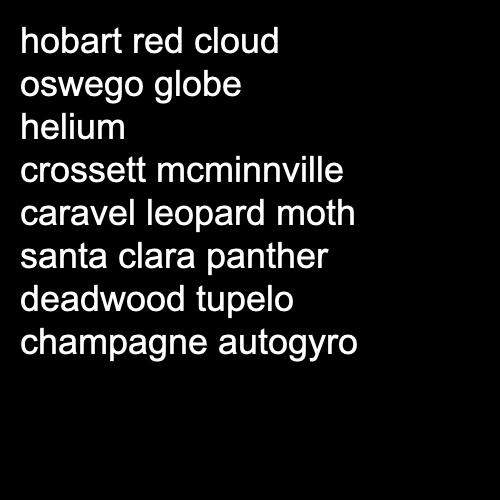 hobart red cloud
oswego globe
helium
crossett mcminnville
caravel leopard moth
santa clara panther
deadwood tupelo
champagne autogyro